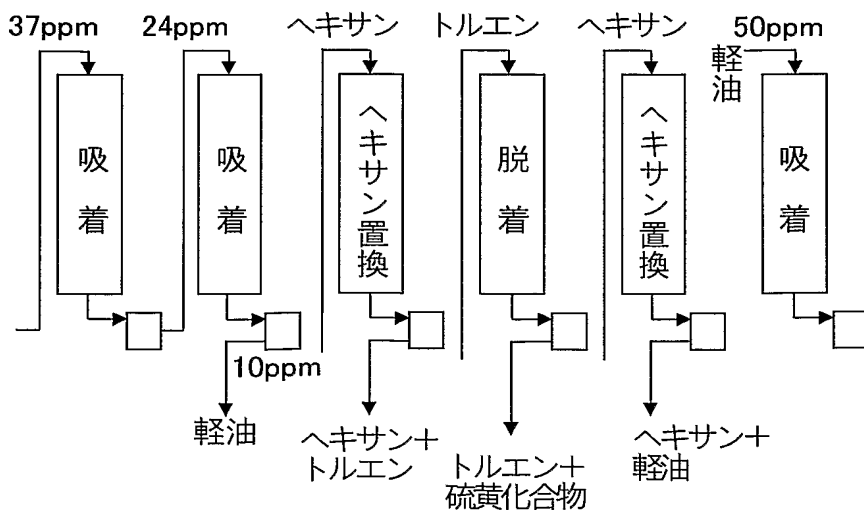 37ppm
24ppm
ヘキサン
トルエン
ヘキサン
50ppm
軽油
吸着
吸着
ヘキサン置換
脱着
ヘキサン置換
吸着
10ppm
軽油
ヘキサン＋
トルエン
トルエン＋
硫黄化合物
ヘキサン＋
軽油